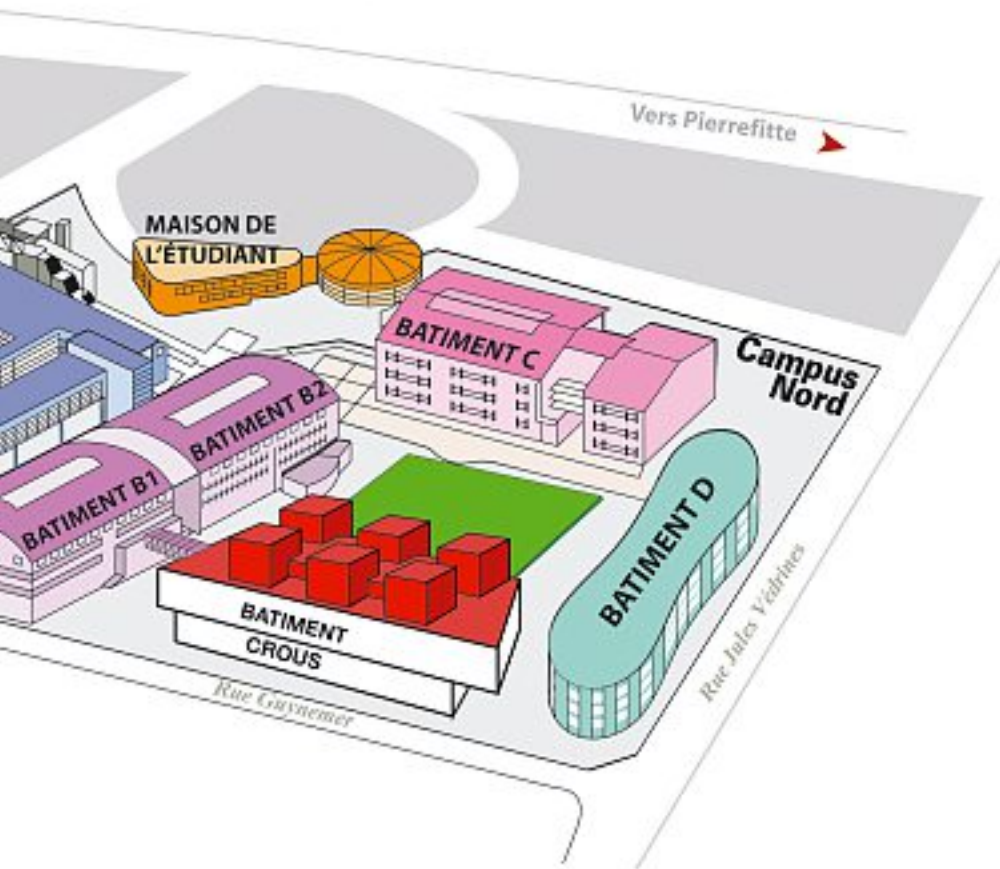 Vers Pierrefitte
MAISON DE
L'ÉTUDIANT
BATIMENT C
Campus
Nord
BATIMENT B2
BATIMENT B1
BATIMENT D
BATIMENT
CROUS
Rue Guynemer
Rue Jules Védrines